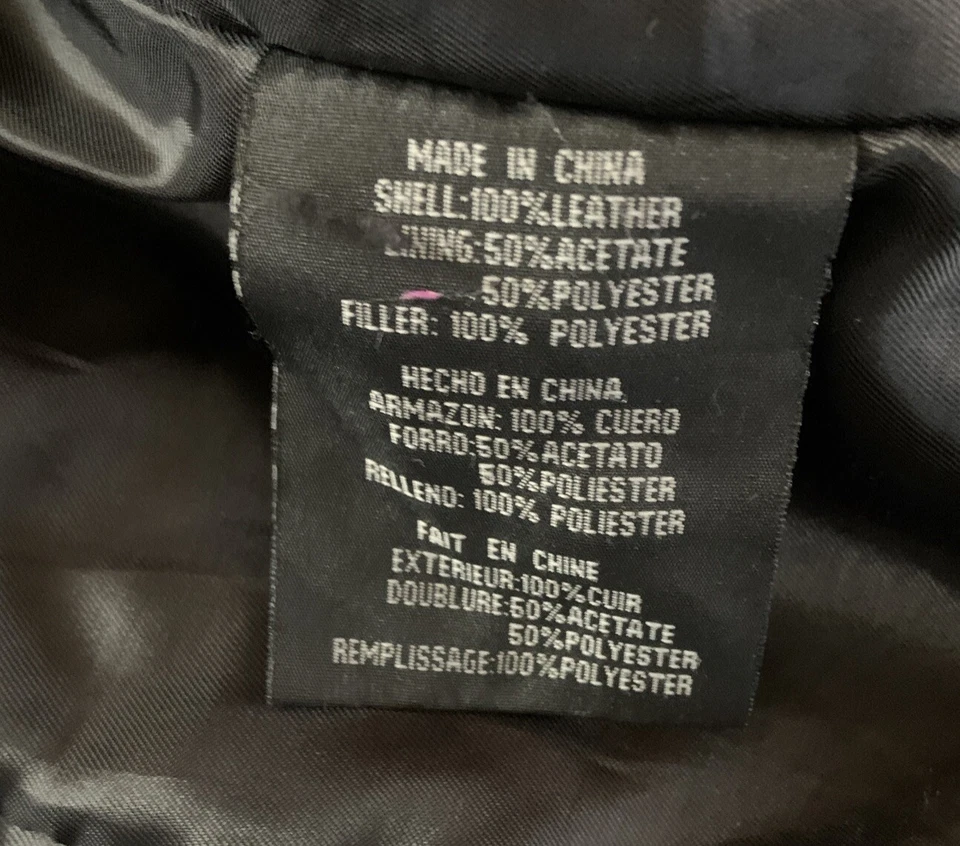 MADE IN CHINA
SHELL:100%LEATHER
LINING:50%ACETATE
50%POLYESTER
FILLER: 100% POLYESTER
HECHO EN CHINA
ARMAZON: 100% CUERO
FORRO:50%ACETATO
50%POLIESTER
RELLENO: 100% POLIESTER
FAIT EN CHINE
EXTERIEUR:100%CUIR
DOUBLURE:50%ACETATE
50%POLYESTER
REMPLISSAGE:100%POLYESTER